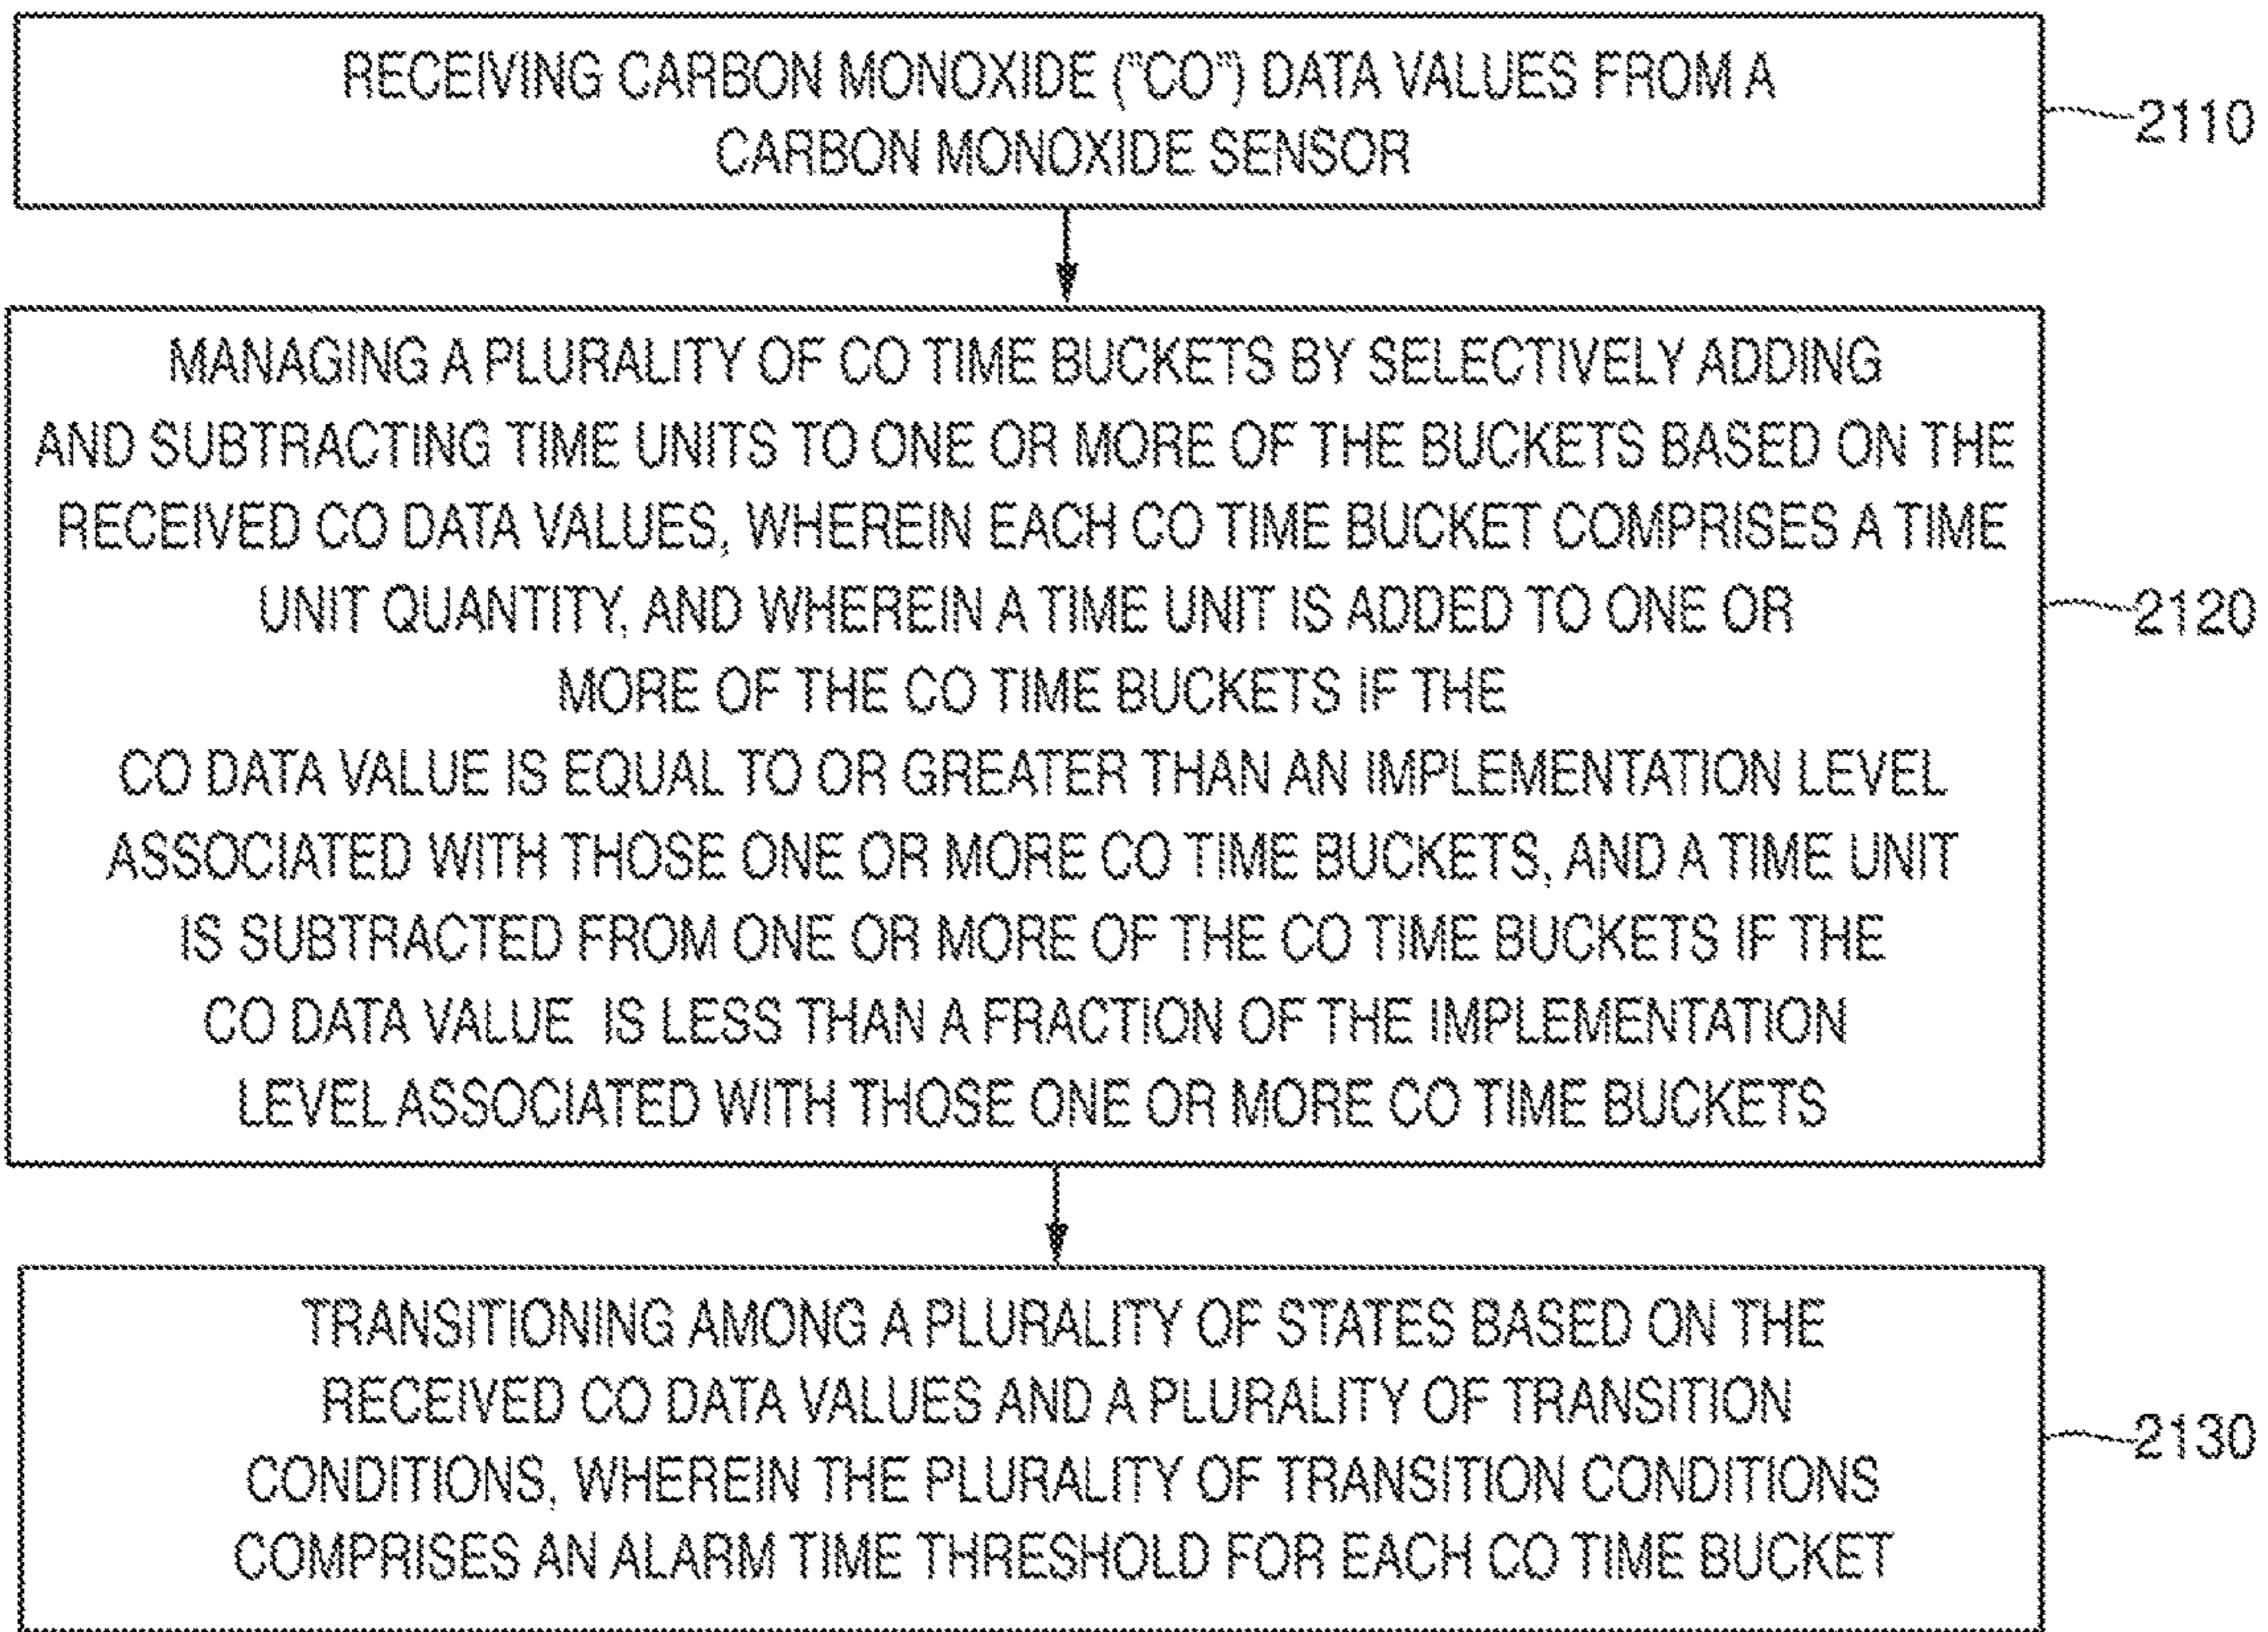 RECEIVING CARBON MONOXIDE ("CO") DATA VALUES FROM A
CARBON MONOXIDE SENSOR
2110
MANAGING A PLURALITY OF CO TIME BUCKETS BY SELECTIVELY ADDING
AND SUBTRACTING TIME UNITS TO ONE OR MORE OF THE BUCKETS BASED ON THE
RECEIVED CO DATA VALUES, WHEREIN EACH CO TIME BUCKET COMPRISES A TIME
UNIT QUANTITY, AND WHEREIN A TIME UNIT IS ADDED TO ONE OR
MORE OF THE CO TIME BUCKETS IF THE
CO DATA VALUE IS EQUAL TO OR GREATER THAN AN IMPLEMENTATION LEVEL
ASSOCIATED WITH THOSE ONE OR MORE CO TIME BUCKETS, AND A TIME UNIT
IS SUBTRACTED FROM ONE OR MORE OF THE CO TIME BUCKETS IF THE
CO DATA VALUE IS LESS THAN A FRACTION OF THE IMPLEMENTATION
LEVEL ASSOCIATED WITH THOSE ONE OR MORE CO TIME BUCKETS
2120
TRANSITIONING AMONG A PLURALITY OF STATES BASED ON THE
RECEIVED CO DATA VALUES AND A PLURALITY OF TRANSITION
CONDITIONS, WHEREIN THE PLURALITY OF TRANSITION CONDITIONS
COMPRISES AN ALARM TIME THRESHOLD FOR EACH CO TIME BUCKET
2130